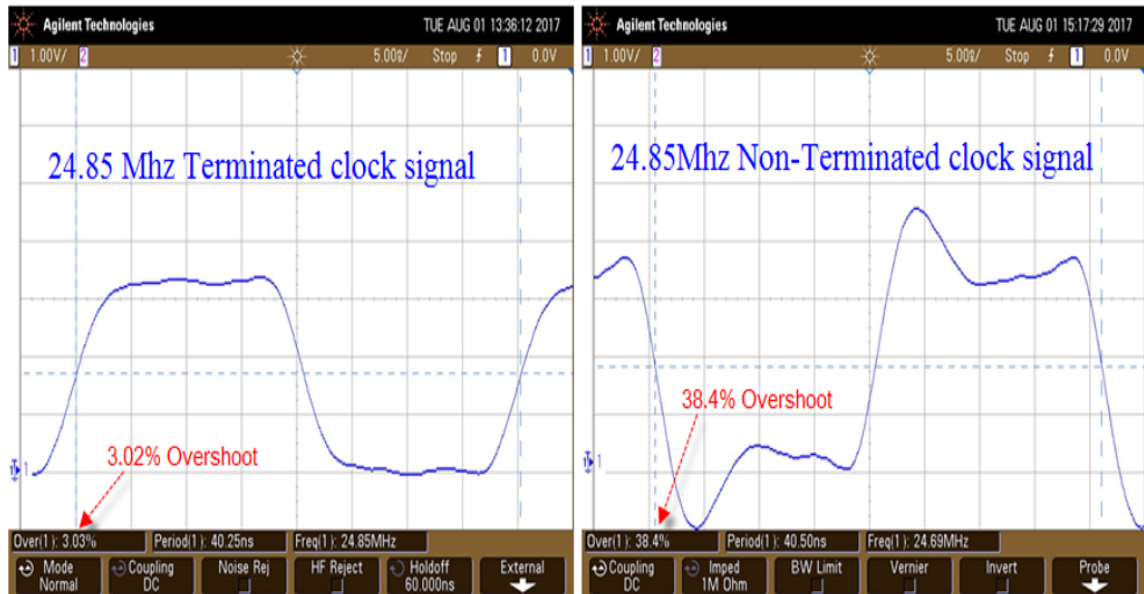 Agilent Technologies TUE AUG 01 13:36:12 2017
1 1.00V/ 2 5.00s/ Stop 1 0.0V
24.85 Mhz Terminated clock signal
3.02% Overshoot
1
Over(1): 3.03% Period(1): 40.25ns Freq(1): 24.85MHz
Mode Normal Coupling DC Noise Rej HF Reject Holdoff 60.000ns External
Agilent Technologies TUE AUG 01 15:17:29 2017
1 1.00V/ 2 5.00s/ Stop 1 0.0V
24.85Mhz Non-Terminated clock signal
38.4% Overshoot
1
Over(1): 38.4% Period(1): 40.50ns Freq(1): 24.69MHz
Coupling DC Imped 1M Ohm BW Limit Vernier Invert Probe